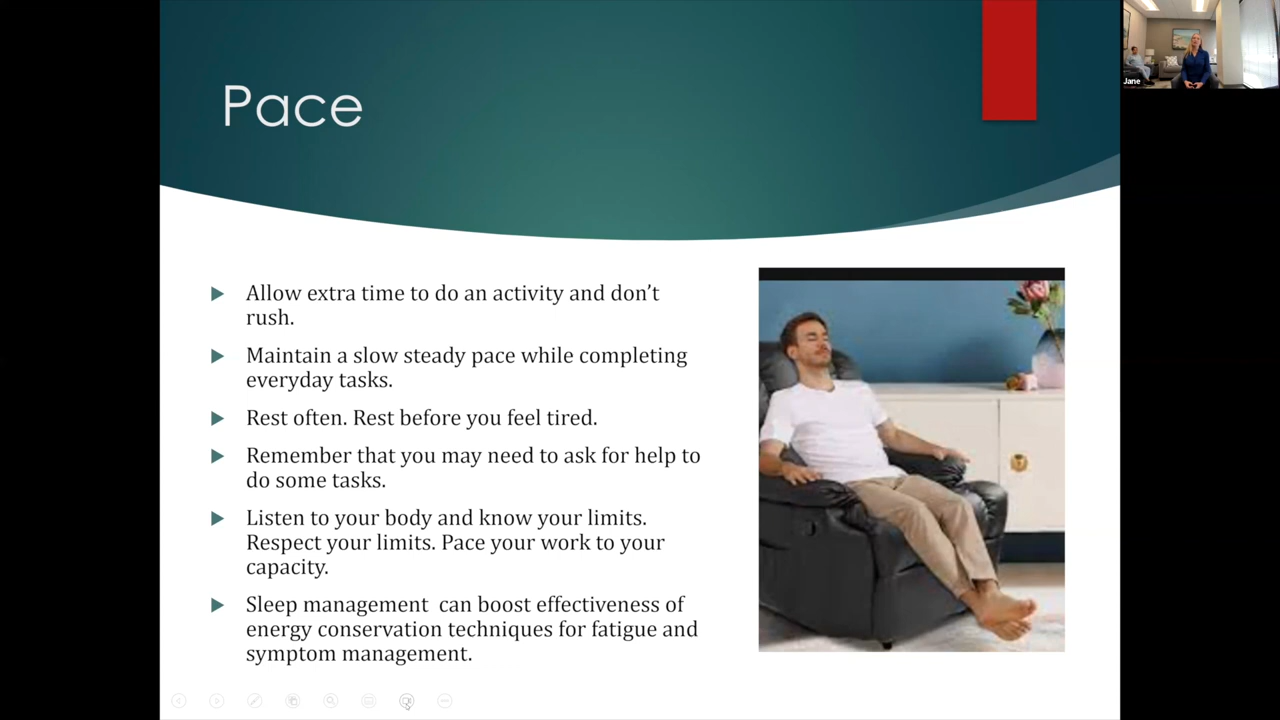 Pace
Jane
Allow extra time to do an activity and don’t
rush.
Maintain a slow steady pace while completing
everyday tasks.
Rest often. Rest before you feel tired.
Remember that you may need to ask for help to
do some tasks.
Listen to your body and know your limits.
Respect your limits. Pace your work to your
capacity.
Sleep management  can boost effectiveness of
energy conservation techniques for fatigue and
symptom management.